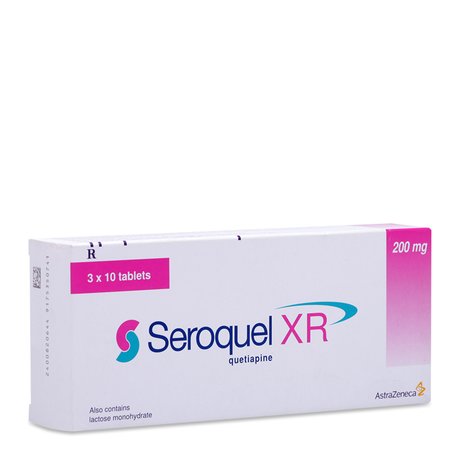 R
3 x 10 tablets
200 mg
Seroquel XR
quetiapine
Also contains
lactose monohydrate
AstraZeneca